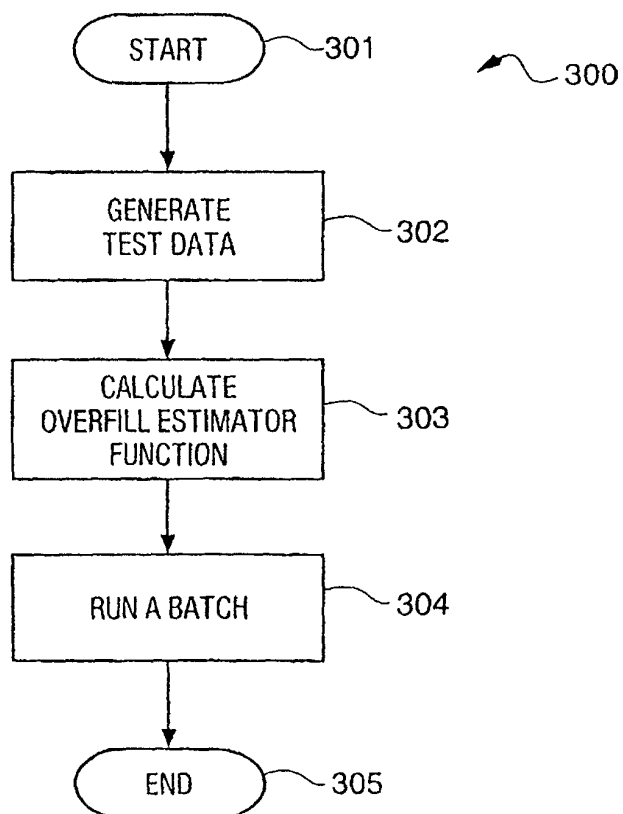 START
301
300
GENERATE
TEST DATA
302
CALCULATE
OVERFILL ESTIMATOR
FUNCTION
303
RUN A BATCH
304
END
305